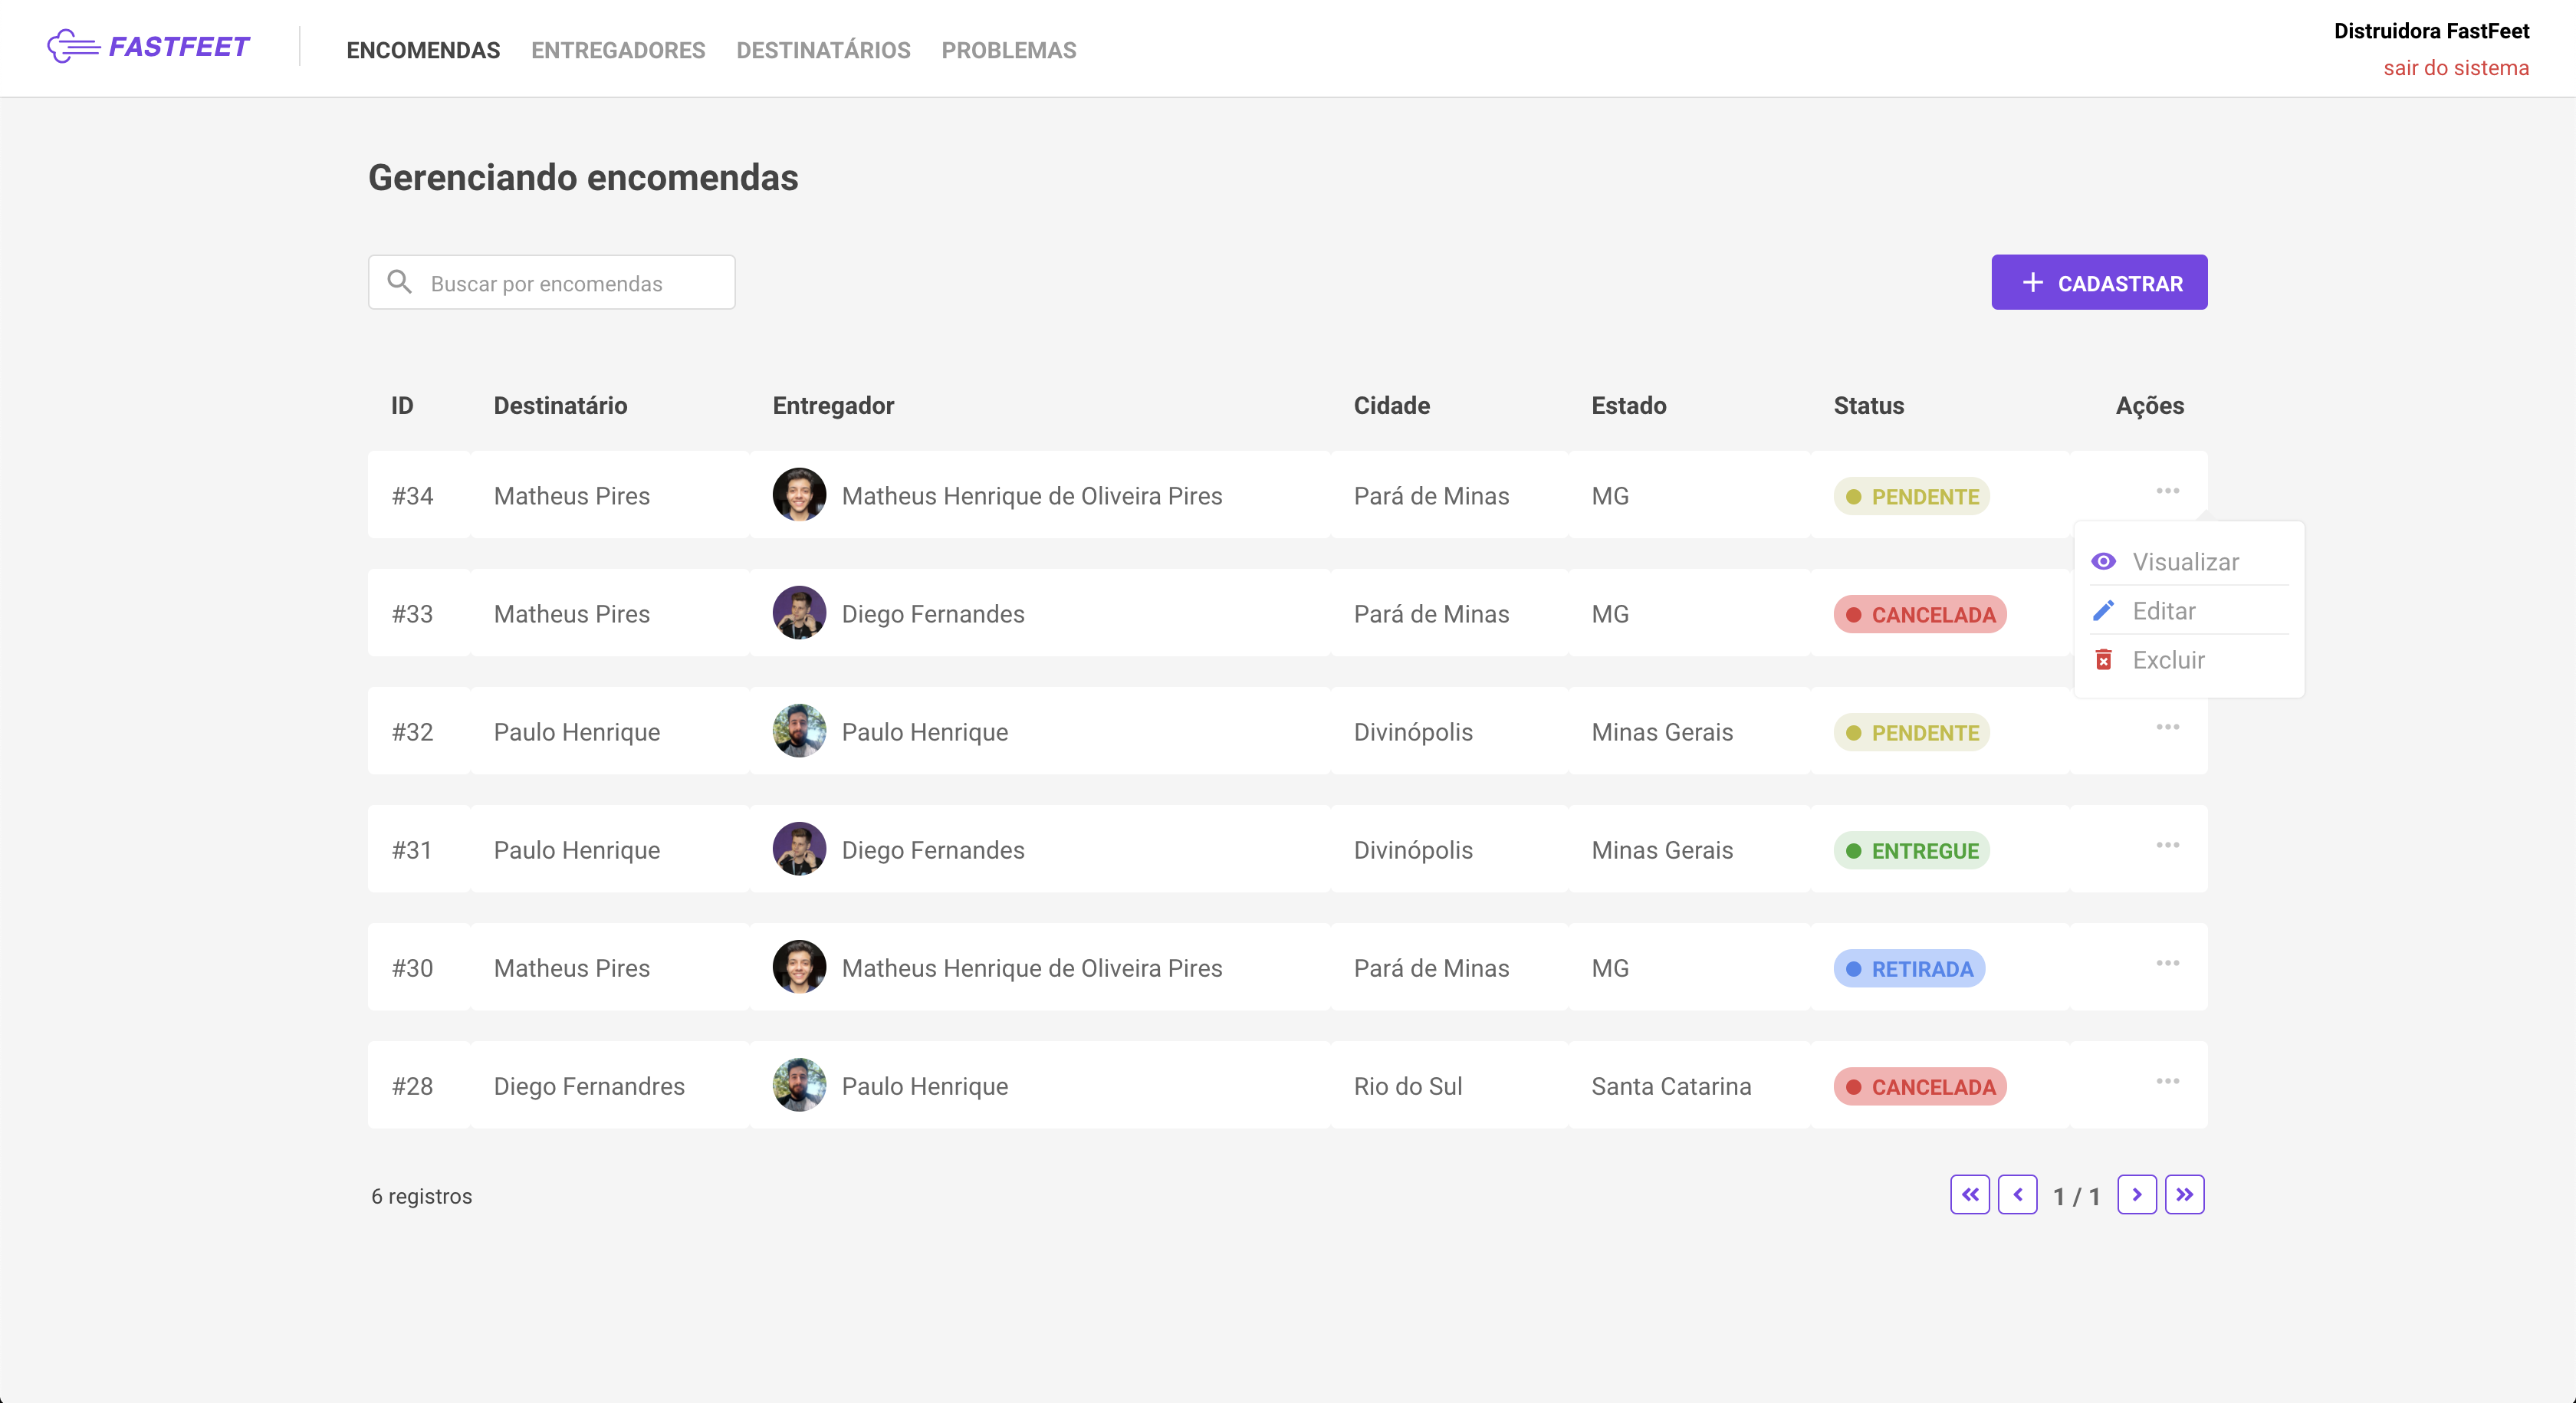 FASTFEET
ENCOMENDAS ENTREGADORES DESTINATÁRIOS PROBLEMAS
Distruidora FastFeet
sair do sistema
Gerenciando encomendas
Buscar por encomendas
CADASTRAR
ID Destinatário Entregador Cidade Estado Status Ações
#34 Matheus Pires Matheus Henrique de Oliveira Pires Pará de Minas MG PENDENTE
Visualizar
Editar
Excluir
#33 Matheus Pires Diego Fernandes Pará de Minas MG CANCELADA
#32 Paulo Henrique Paulo Henrique Divinópolis Minas Gerais PENDENTE
#31 Paulo Henrique Diego Fernandes Divinópolis Minas Gerais ENTREGUE
#30 Matheus Pires Matheus Henrique de Oliveira Pires Pará de Minas MG RETIRADA
#28 Diego Fernandres Paulo Henrique Rio do Sul Santa Catarina CANCELADA
6 registros
1 / 1